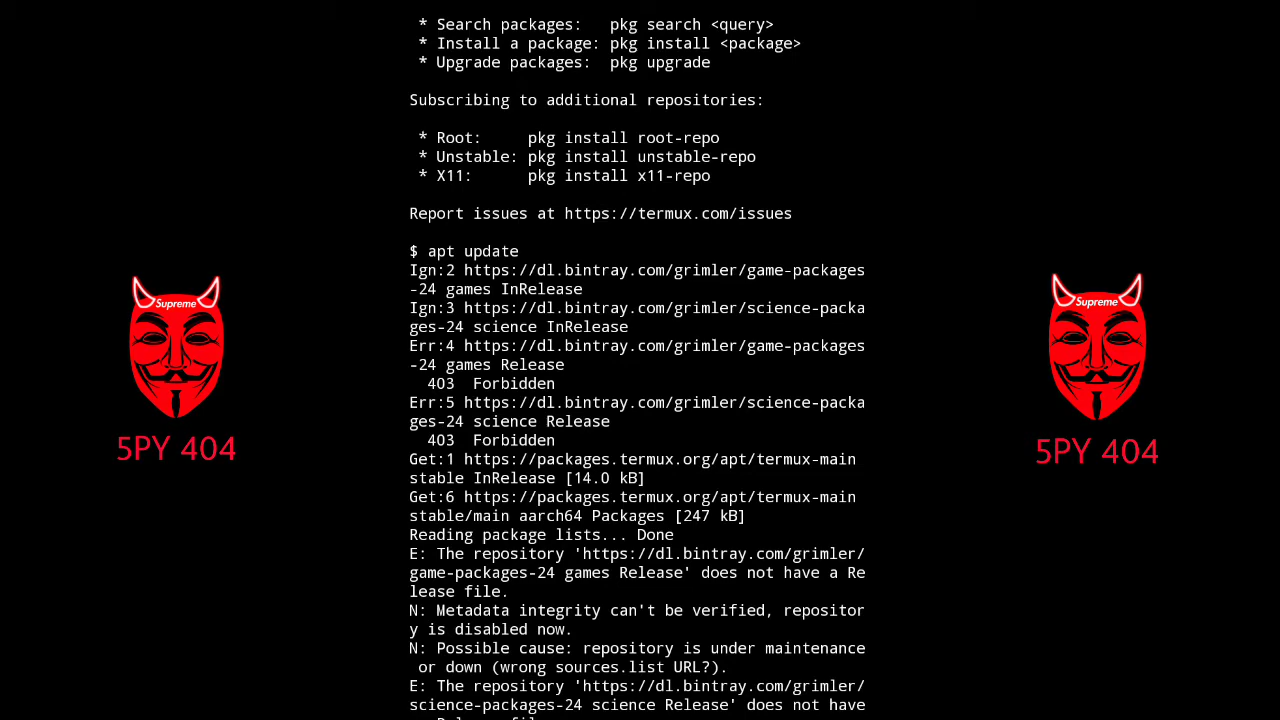 * Search packages:   pkg search <query>
* Install a package: pkg install <package>
* Upgrade packages:  pkg upgrade
Subscribing to additional repositories:
* Root:     pkg install root-repo
* Unstable: pkg install unstable-repo
* X11:      pkg install x11-repo
Report issues at https://termux.com/issues
$ apt update
Ign:2 https://dl.bintray.com/grimler/game-packages
-24 games InRelease
Ign:3 https://dl.bintray.com/grimler/science-packa
ges-24 science InRelease
Err:4 https://dl.bintray.com/grimler/game-packages
-24 games Release
403  Forbidden
Err:5 https://dl.bintray.com/grimler/science-packa
ges-24 science Release
403  Forbidden
Get:1 https://packages.termux.org/apt/termux-main
stable InRelease [14.0 kB]
Get:6 https://packages.termux.org/apt/termux-main
stable/main aarch64 Packages [247 kB]
Reading package lists... Done
E: The repository 'https://dl.bintray.com/grimler/
game-packages-24 games Release' does not have a Re
lease file.
N: Metadata integrity can't be verified, repositor
y is disabled now.
N: Possible cause: repository is under maintenance
or down (wrong sources.list URL?).
E: The repository 'https://dl.bintray.com/grimler/
science-packages-24 science Release' does not have
Supreme
5PY 404
Supreme
5PY 404